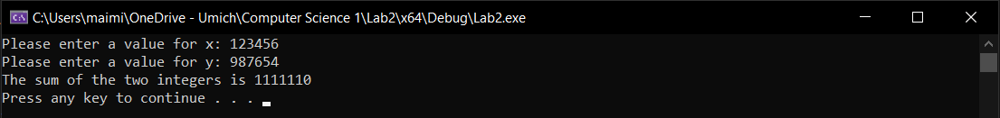 C:\Users\maimi\OneDrive - Umich\Computer Science 1\Lab2\x64\Debug\Lab2.exe
Please enter a value for x: 123456
Please enter a value for y: 987654
The sum of the two integers is 1111110
Press any key to continue . . .